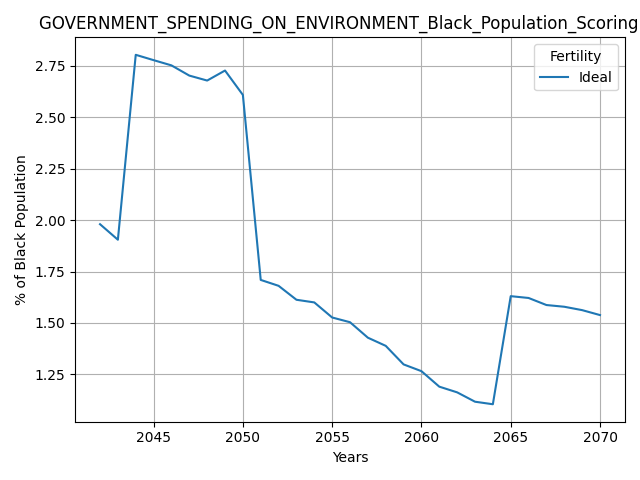 GOVERNMENT_SPENDING_ON_ENVIRONMENT_Black_Population_Scoring
Fertility
Ideal
% of Black Population
2.75
2.50
2.25
2.00
1.75
1.50
1.25
2045 2050 2055 2060 2065 2070
Years